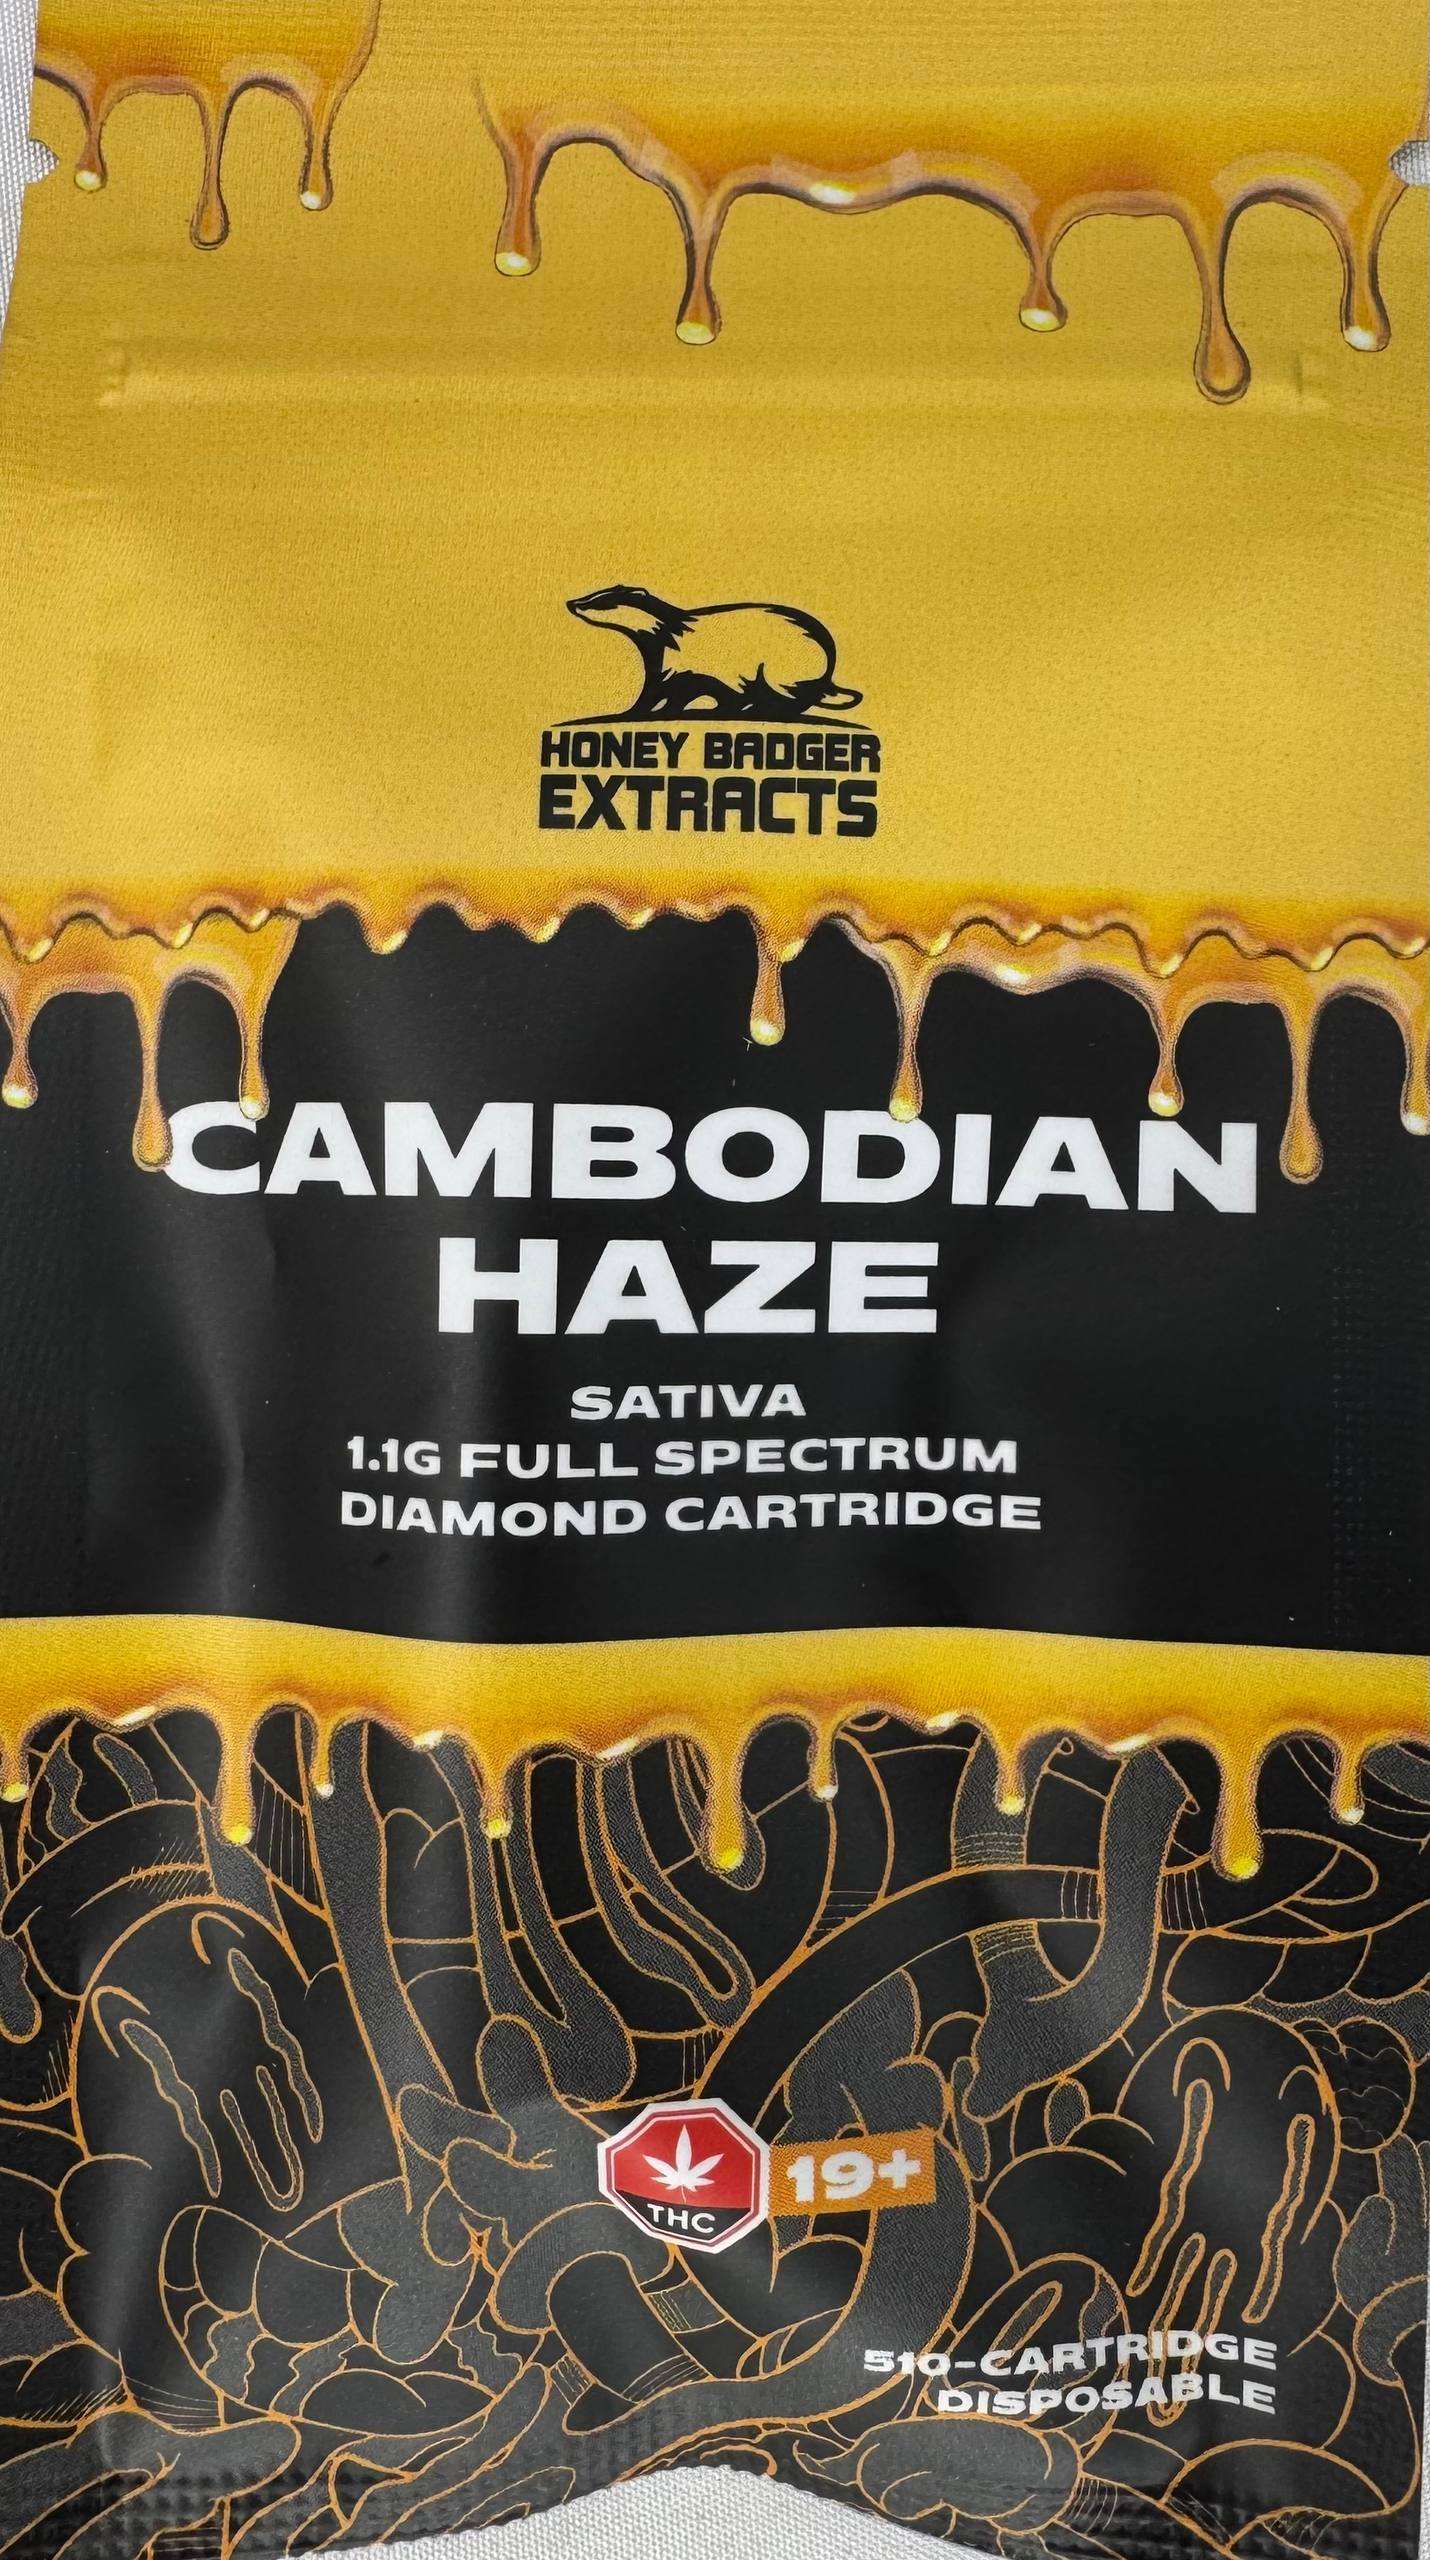 HONEY BADGER
EXTRACTS
CAMBODIAN
HAZE
SATIVA
1.1G FULL SPECTRUM
DIAMOND CARTRIDGE
THC
19+
510-CARTRIDGE
DISPOSABLE